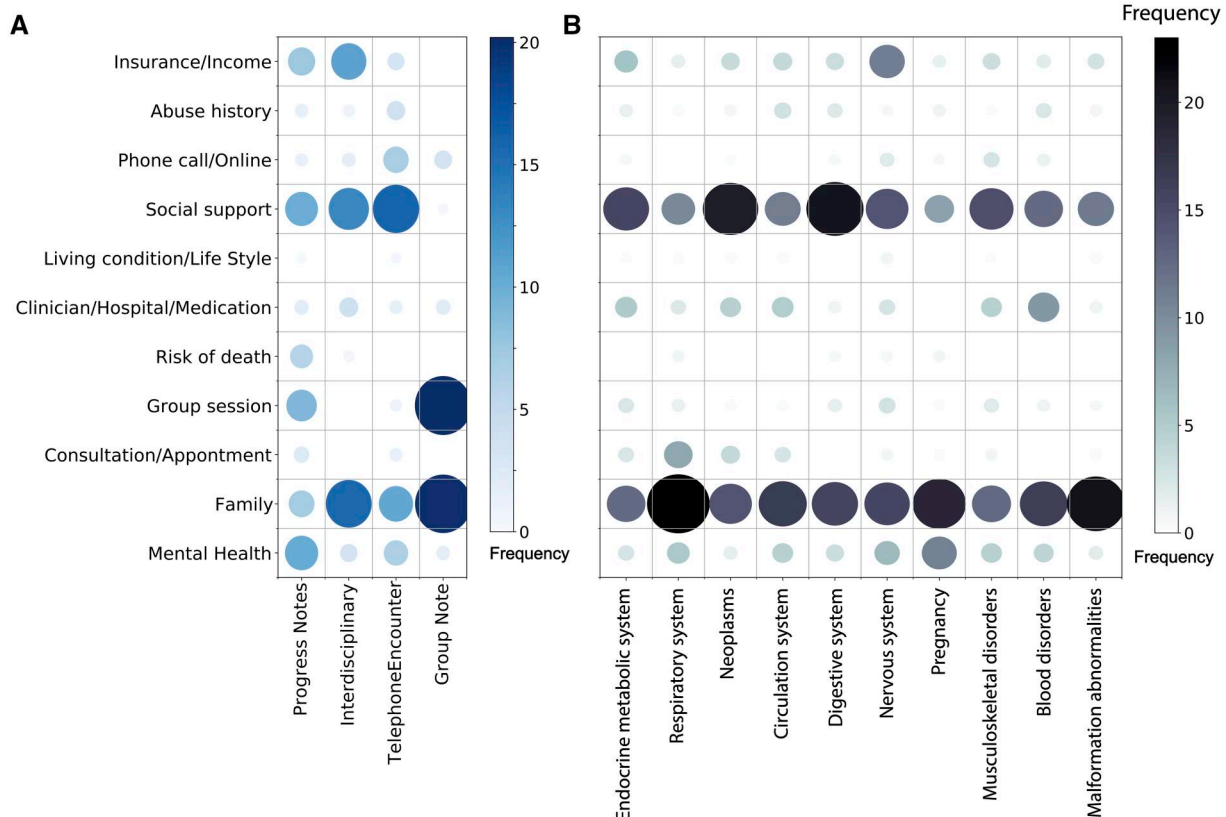 A
B
Frequency
Insurance/Income
Abuse history
Phone call/Online
Social support
Living condition/Life Style
Clinician/Hospital/Medication
Risk of death
Group session
Consultation/Appontment
Family
Mental Health
20
15
10
5
0
Frequency
20
15
10
5
0
Frequency
Progress Notes
Interdisciplinary
TelephoneEncounter
Group Note
Endocrine metabolic system
Respiratory system
Neoplasms
Circulation system
Digestive system
Nervous system
Pregnancy
Musculoskeletal disorders
Blood disorders
Malformation abnormalities